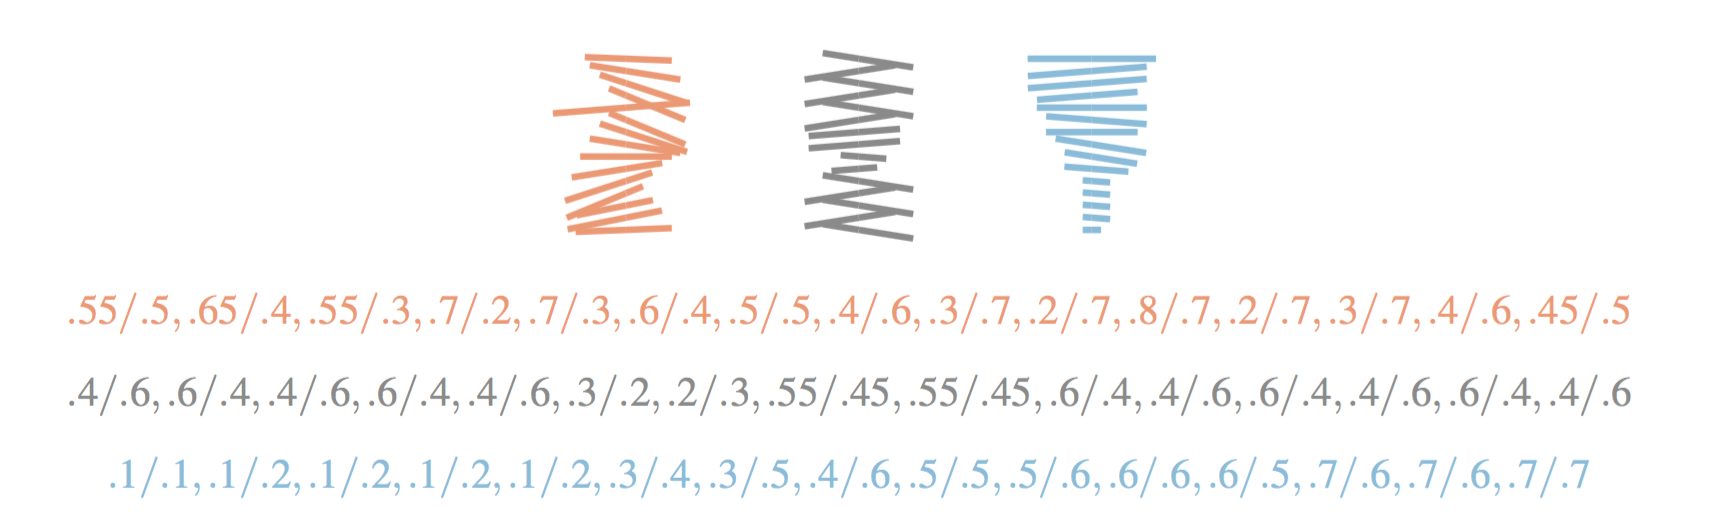 .55/.5, .65/.4, .55/.3, .7/.2, .7/.3, .6/.4, .5/.5, .4/.6, .3/.7, .2/.7, .8/.7, .2/.7, .3/.7, .4/.6, .45/.5
.4/.6, .6/.4, .4/.6, .6/.4, .4/.6, .3/.2, .2/.3, .55/.45, .55/.45, .6/.4, .4/.6, .6/.4, .4/.6, .6/.4, .4/.6
.1/.1, .1/.2, .1/.2, .1/.2, .1/.2, .3/.4, .3/.5, .4/.6, .5/.5, .5/.6, .6/.6, .6/.5, .7/.6, .7/.6, .7/.7